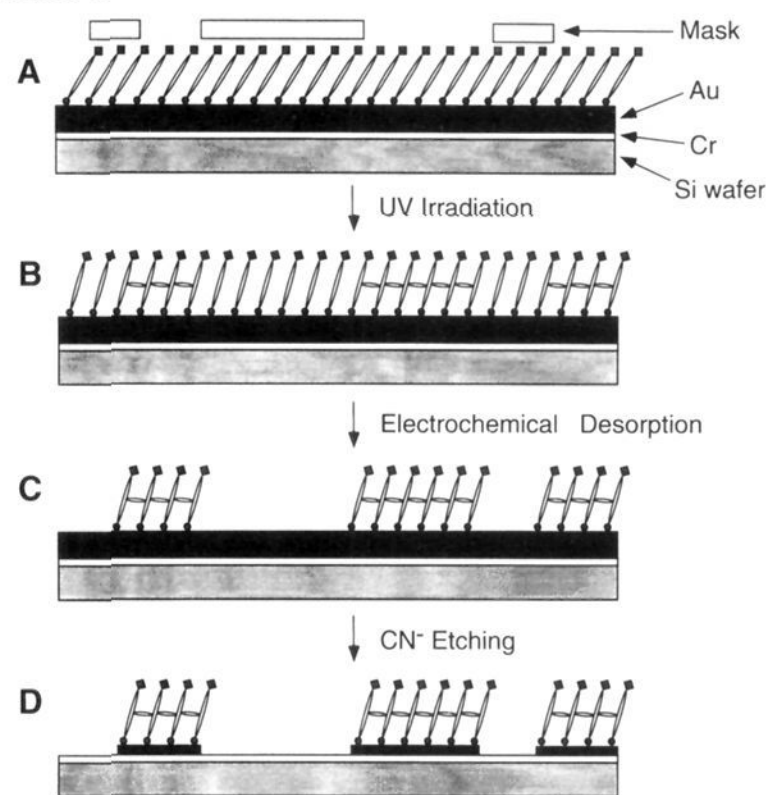 Mask
A
Au
Cr
Si wafer
UV Irradiation
B
Electrochemical Desorption
C
CN⁻ Etching
D